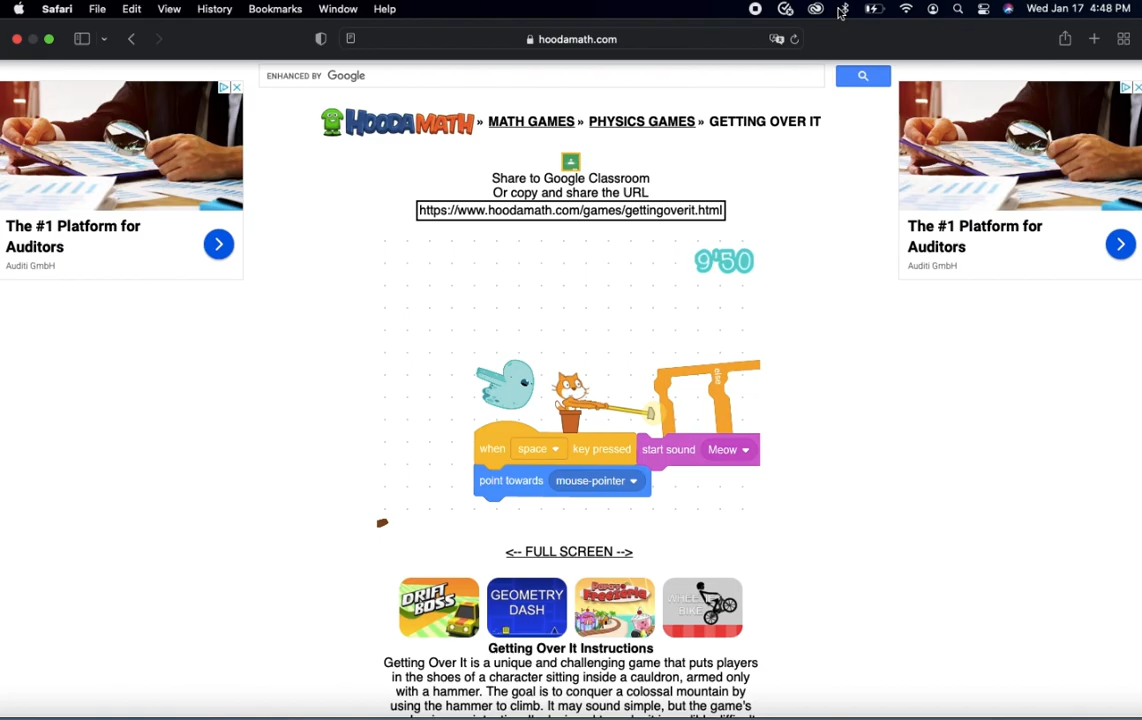 Safari File Edit View History Bookmarks Window Help Wed Jan 17 4:48 PM
hoodamath.com
ENHANCED BY Google
HOODAMATH » MATH GAMES » PHYSICS GAMES » GETTING OVER IT
Share to Google Classroom
Or copy and share the URL
https://www.hoodamath.com/games/gettingoverit.html
The #1 Platform for
Auditors
Auditi GmbH
The #1 Platform for
Auditors
Auditi GmbH
9'50
else
when space key pressed start sound Meow
point towards mouse-pointer
<-- FULL SCREEN -->
DRIFT
BOSS
GEOMETRY
DASH
Papa's
Freezeria
WHEELIE
BIKE
Getting Over It Instructions
Getting Over It is a unique and challenging game that puts players
in the shoes of a character sitting inside a cauldron, armed only
with a hammer. The goal is to conquer a colossal mountain by
using the hammer to climb. It may sound simple, but the game's